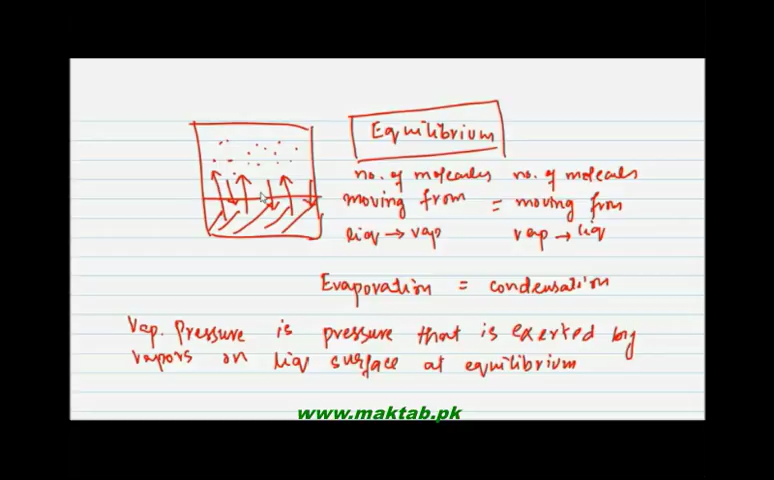 Equilibrium
no. of molecules no. of molecules
moving from = moving from
liq → vap vap → liq
Evaporation = condensation
Vap. Pressure is pressure that is exerted by
vapors on liq surface at equilibrium
www.maktab.pk